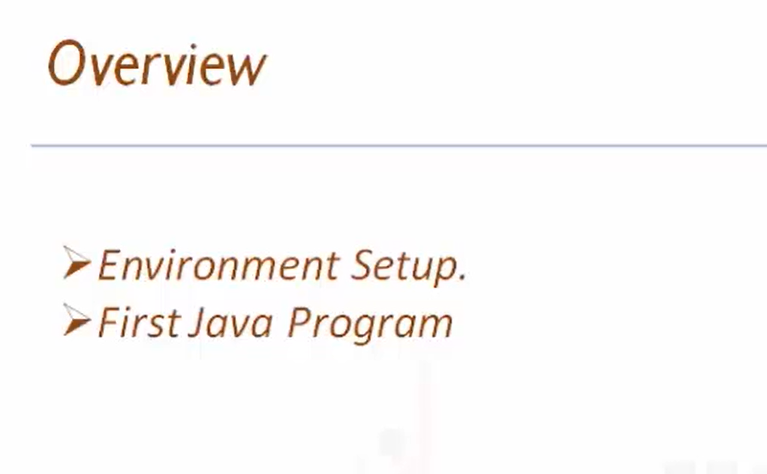 Overview
Environment Setup.
First Java Program